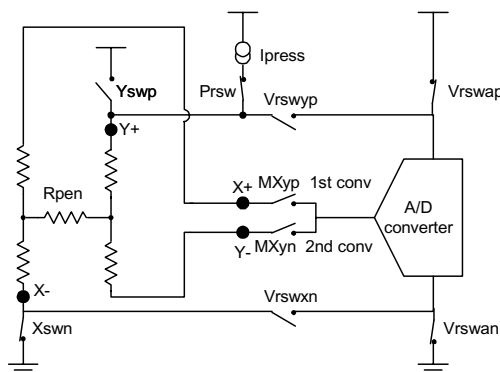 Ipress
Yswp
Prsw
Vrswyp
Vrswap
Y+
Rpen
X+
MXyp
1st conv
A/D
converter
Y-
MXyn
2nd conv
X-
Xswn
Vrswxn
Vrswan